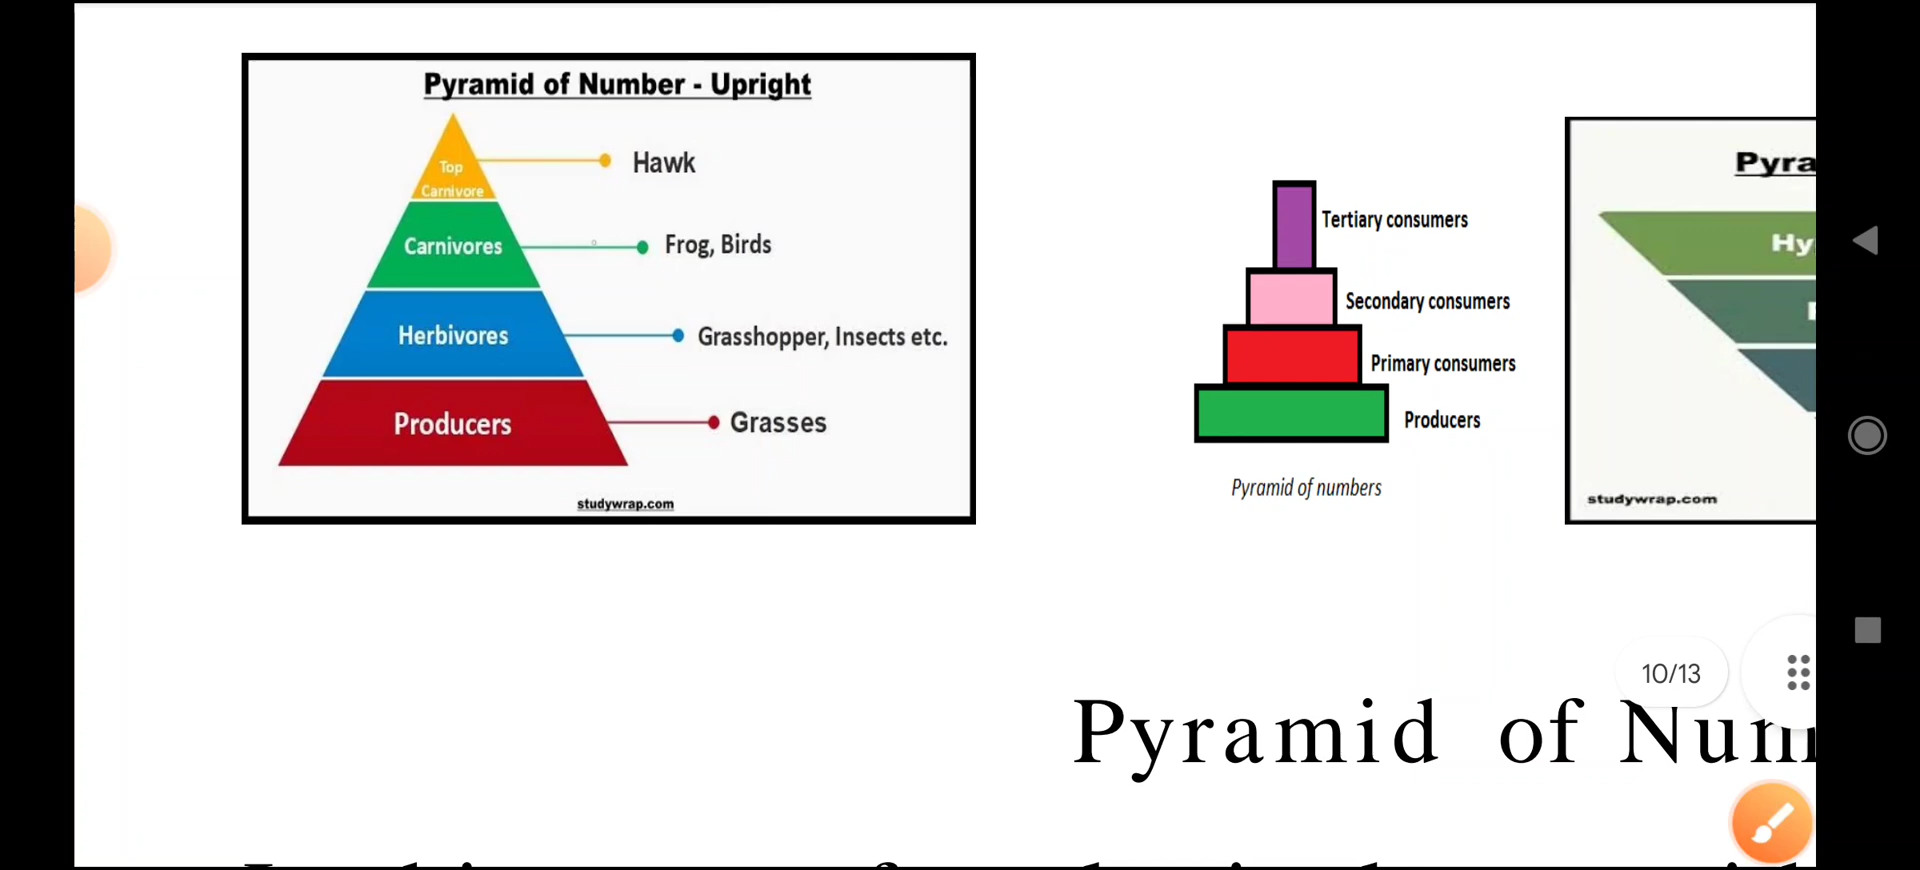 Pyramid of Number - Upright
Top
Carnivore
Hawk
Carnivores
Frog, Birds
Herbivores
Grasshopper, Insects etc.
Producers
Grasses
studywrap.com
Tertiary consumers
Secondary consumers
Primary consumers
Producers
Pyramid of numbers
Pyra
Hy
studywrap.com
10/13
Pyramid of Num